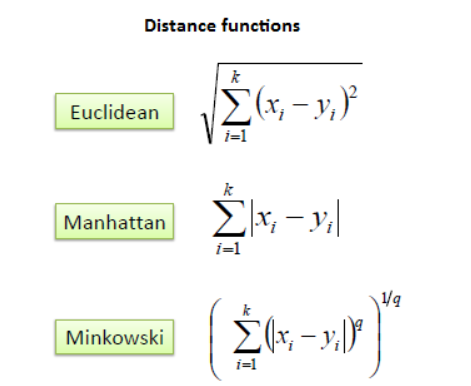 Distance functions
Euclidean
√∑_{i=1}^{k} (x_i − y_i)^2
Manhattan
∑_{i=1}^{k} |x_i − y_i|
Minkowski
(∑_{i=1}^{k} (|x_i − y_i|)^q)^{1/q}